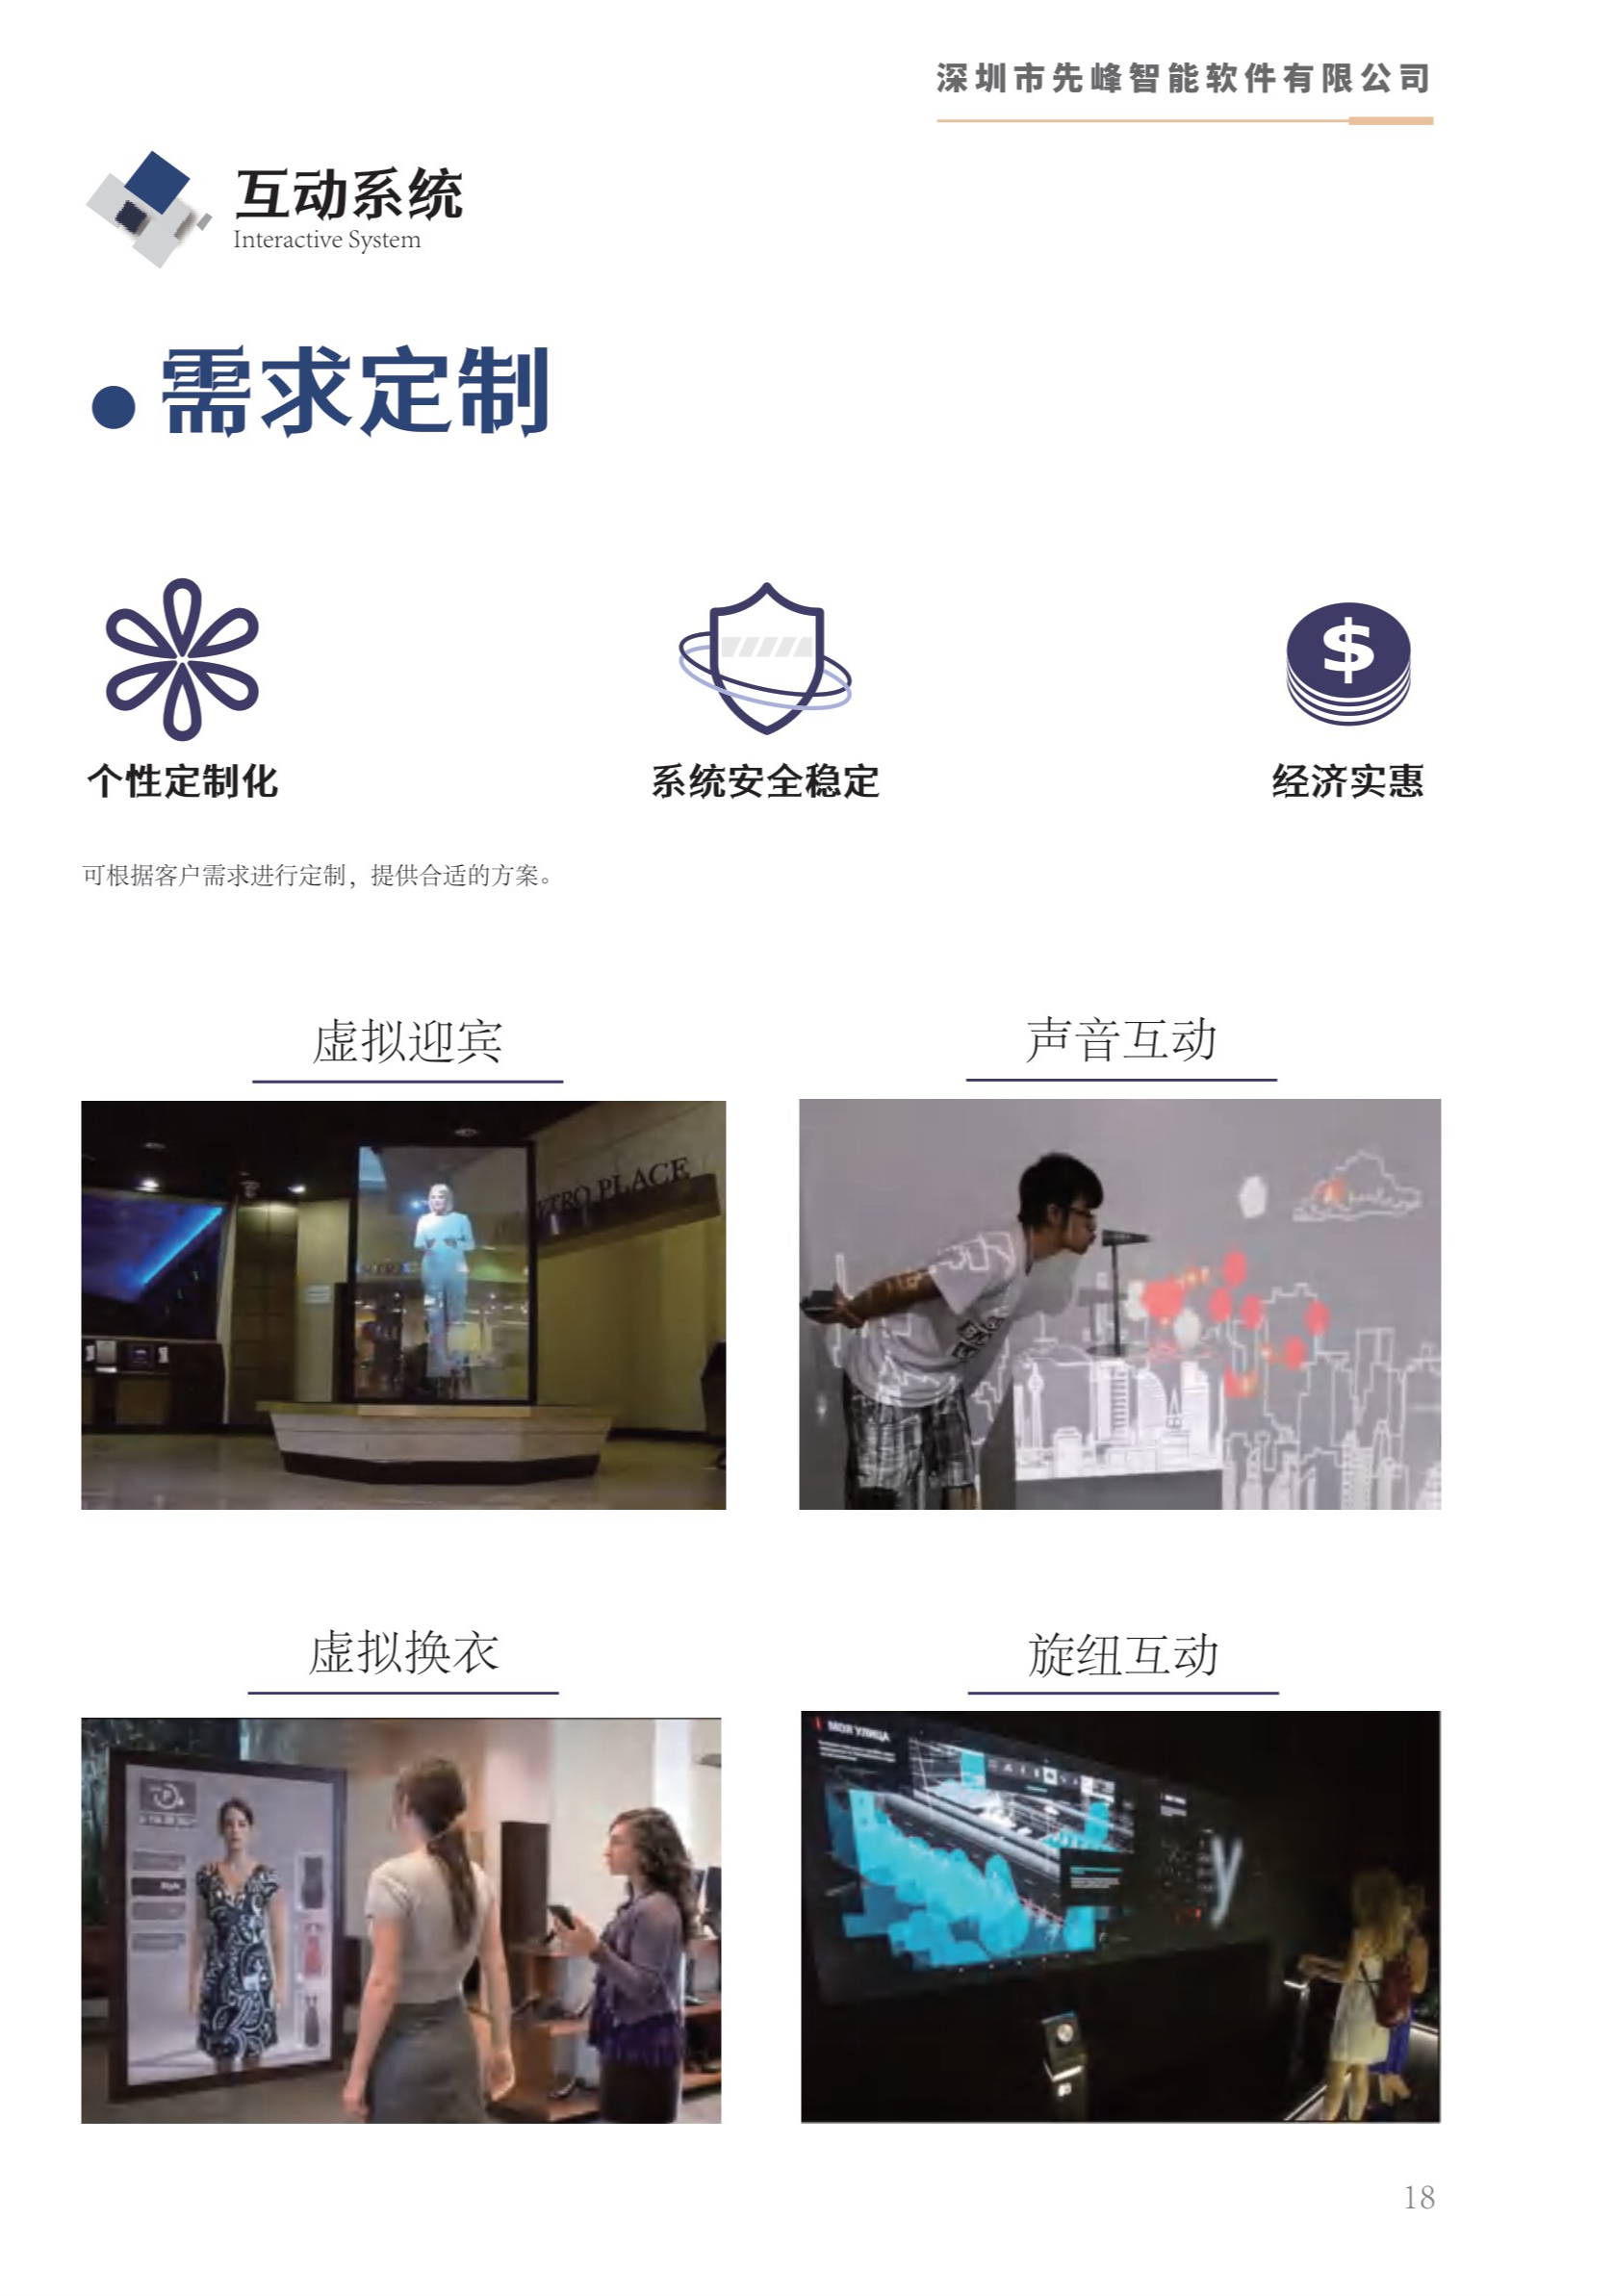 深圳市先峰智能软件有限公司
互动系统
Interactive System
需求定制
个性定制化
系统安全稳定
经济实惠
可根据客户需求进行定制，提供合适的方案。
虚拟迎宾
声音互动
PLACE
虚拟换衣
旋纽互动
МОЯ УЛИЦА
Style
y
18